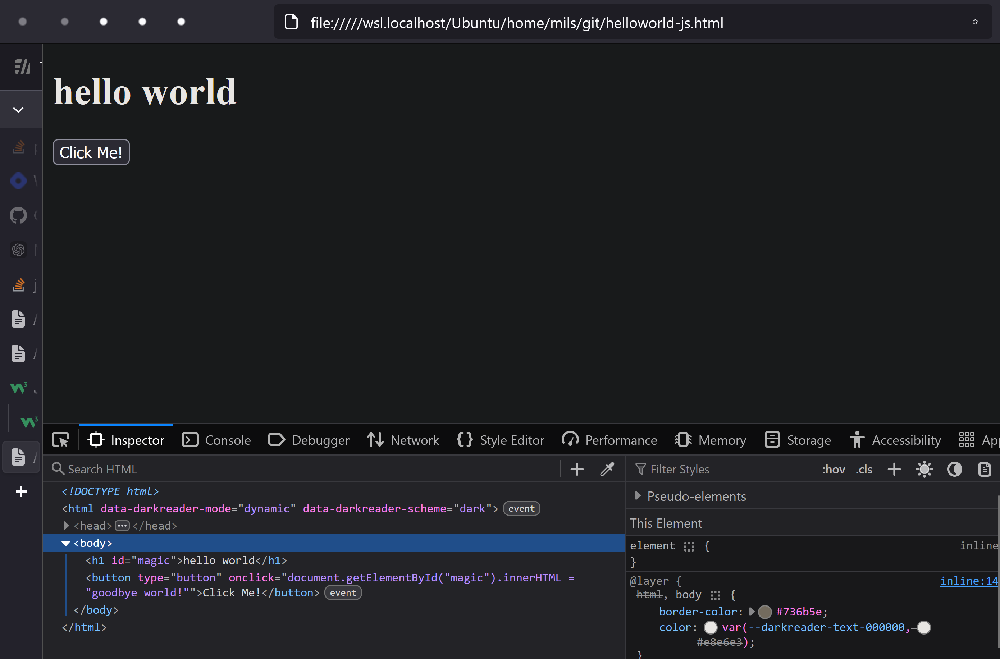 file://///wsl.localhost/Ubuntu/home/mils/git/helloworld-js.html
hello world
Click Me!
j
/
/
/
Inspector
Console
Debugger
Network
Style Editor
Performance
Memory
Storage
Accessibility
Search HTML
Filter Styles
:hov
.cls
<!DOCTYPE html>
<html data-darkreader-mode="dynamic" data-darkreader-scheme="dark"> event
<head>
</head>
<body>
<h1 id="magic">hello world</h1>
<button type="button" onclick="document.getElementById("magic").innerHTML =
"goodbye world!"">Click Me!</button> event
</body>
</html>
Pseudo-elements
This Element
element { inline
}
@layer { inline:14
html, body {
border-color: #736b5e;
color: var(--darkreader-text-000000,
#e8e6e3);
}